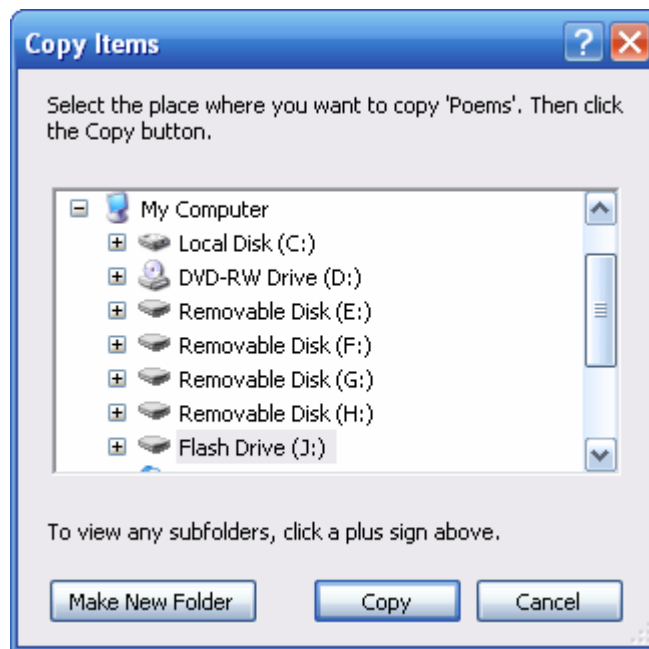 Copy Items
Select the place where you want to copy 'Poems'. Then click
the Copy button.
My Computer
Local Disk (C:)
DVD-RW Drive (D:)
Removable Disk (E:)
Removable Disk (F:)
Removable Disk (G:)
Removable Disk (H:)
Flash Drive (J:)
To view any subfolders, click a plus sign above.
Make New Folder Copy Cancel